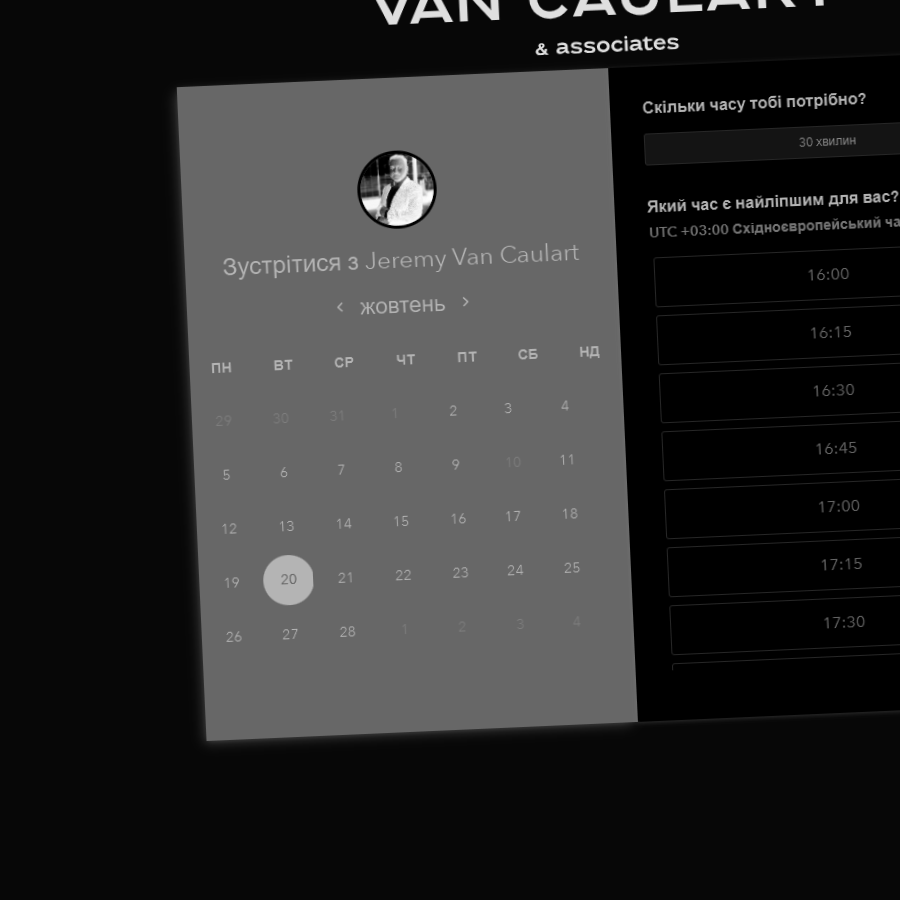 VAN CAULART
& associates
Зустрітися з Jeremy Van Caulart
‹ жовтень ›
ПН ВТ СР ЧТ ПТ СБ НД
29 30 31 1 2 3 4
5 6 7 8 9 10 11
12 13 14 15 16 17 18
19 20 21 22 23 24 25
26 27 28 1 2 3 4
Скільки часу тобі потрібно?
30 хвилин
Який час є найліпшим для вас?
UTC +03:00 Східноєвропейський
16:00
16:15
16:30
16:45
17:00
17:15
17:30